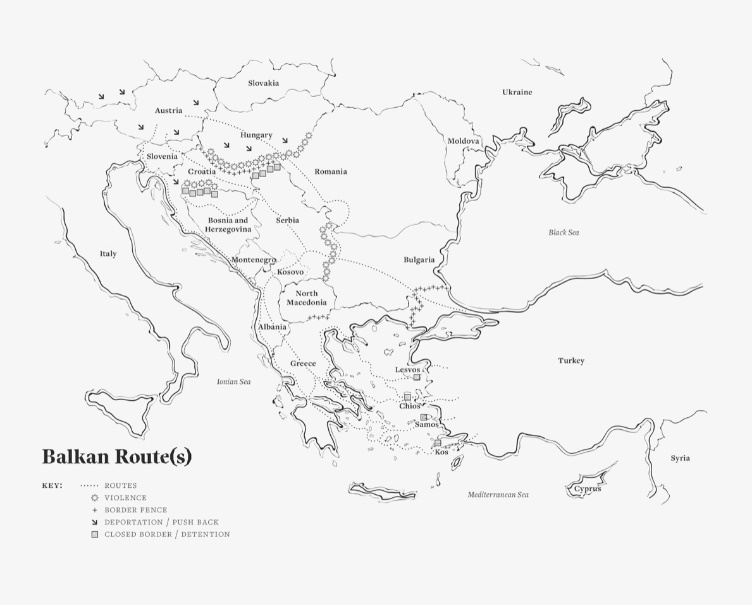 Slovakia
Ukraine
Austria
Hungary
Moldova
Slovenia
Croatia
Romania
Bosnia and
Herzegovina
Serbia
Black Sea
Italy
Montenegro
Kosovo
Bulgaria
North
Macedonia
Albania
Greece
Turkey
Lesvos
Ionian Sea
Chios
Samos
Kos
Syria
Cyprus
Mediterranean Sea
Balkan Route(s)
KEY:
ROUTES
VIOLENCE
BORDER FENCE
DEPORTATION / PUSH BACK
CLOSED BORDER / DETENTION